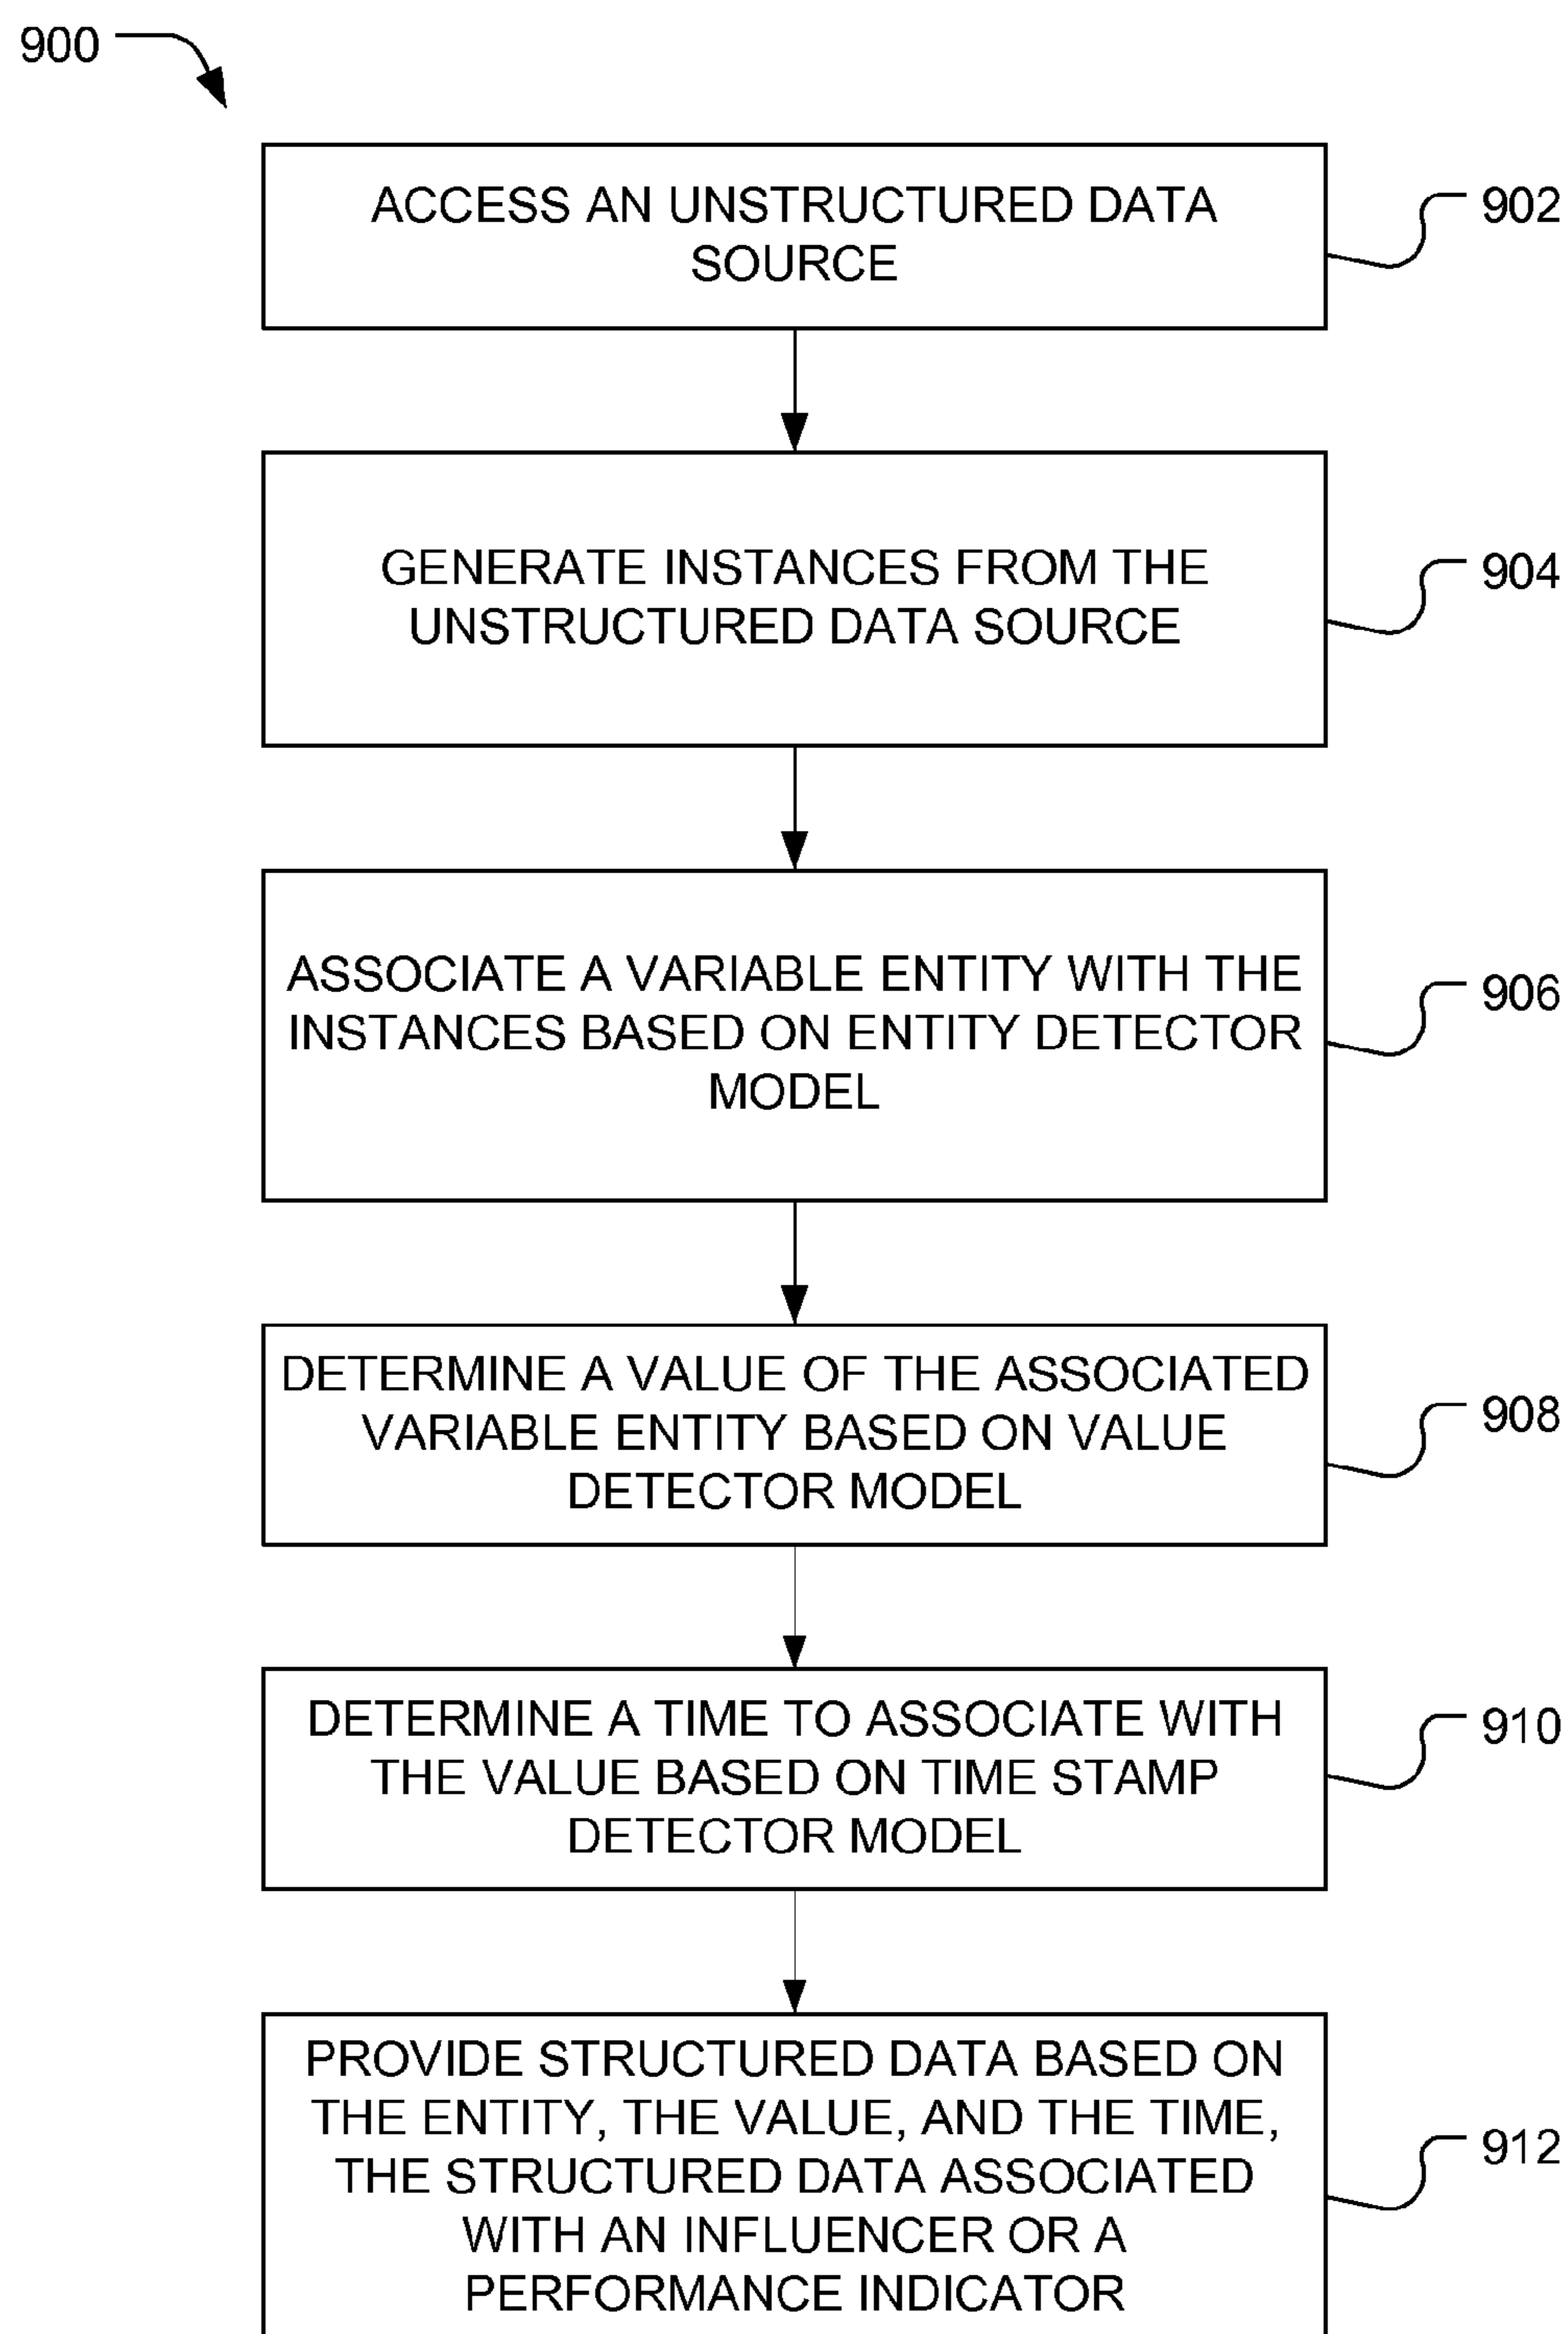 900
ACCESS AN UNSTRUCTURED DATA
SOURCE
902
GENERATE INSTANCES FROM THE
UNSTRUCTURED DATA SOURCE
904
ASSOCIATE A VARIABLE ENTITY WITH THE
INSTANCES BASED ON ENTITY DETECTOR
MODEL
906
DETERMINE A VALUE OF THE ASSOCIATED
VARIABLE ENTITY BASED ON VALUE
DETECTOR MODEL
908
DETERMINE A TIME TO ASSOCIATE WITH
THE VALUE BASED ON TIME STAMP
DETECTOR MODEL
910
PROVIDE STRUCTURED DATA BASED ON
THE ENTITY, THE VALUE, AND THE TIME,
THE STRUCTURED DATA ASSOCIATED
WITH AN INFLUENCER OR A
PERFORMANCE INDICATOR
912